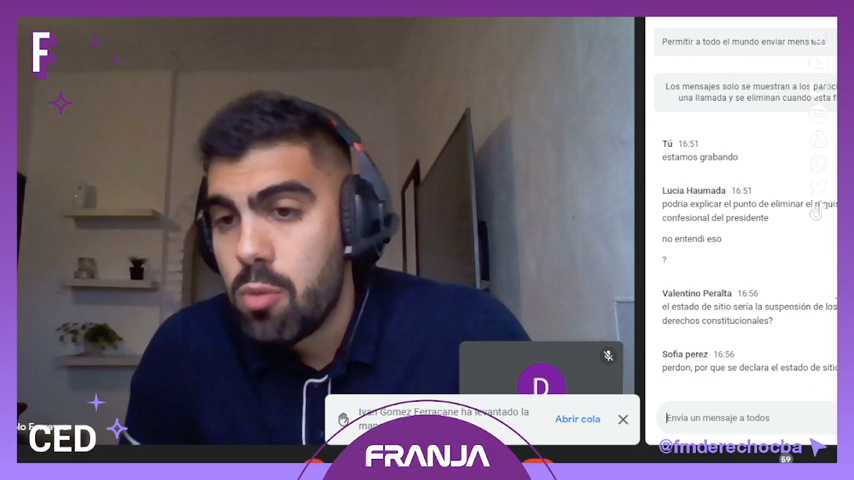 F
Permitir a todo el mundo enviar mensajes
Los mensajes solo se muestran a los
una llamada y se eliminan cuando esta
Tú 16:51
estamos grabando
Lucia Haumada 16:51
podria explicar el punto de eliminar el
confesional del presidente
no entendi eso
?
Valentino Peralta 16:56
el estado de sitio sería la suspensión de los
derechos constitucionales?
Sofia perez 16:56
perdon, por que se declara el estado de
D
Ivan Gomez Ferracane ha levantado la
Abrir cola
Envía un mensaje a todos
CED
@fmderechocba
59
FRANJA